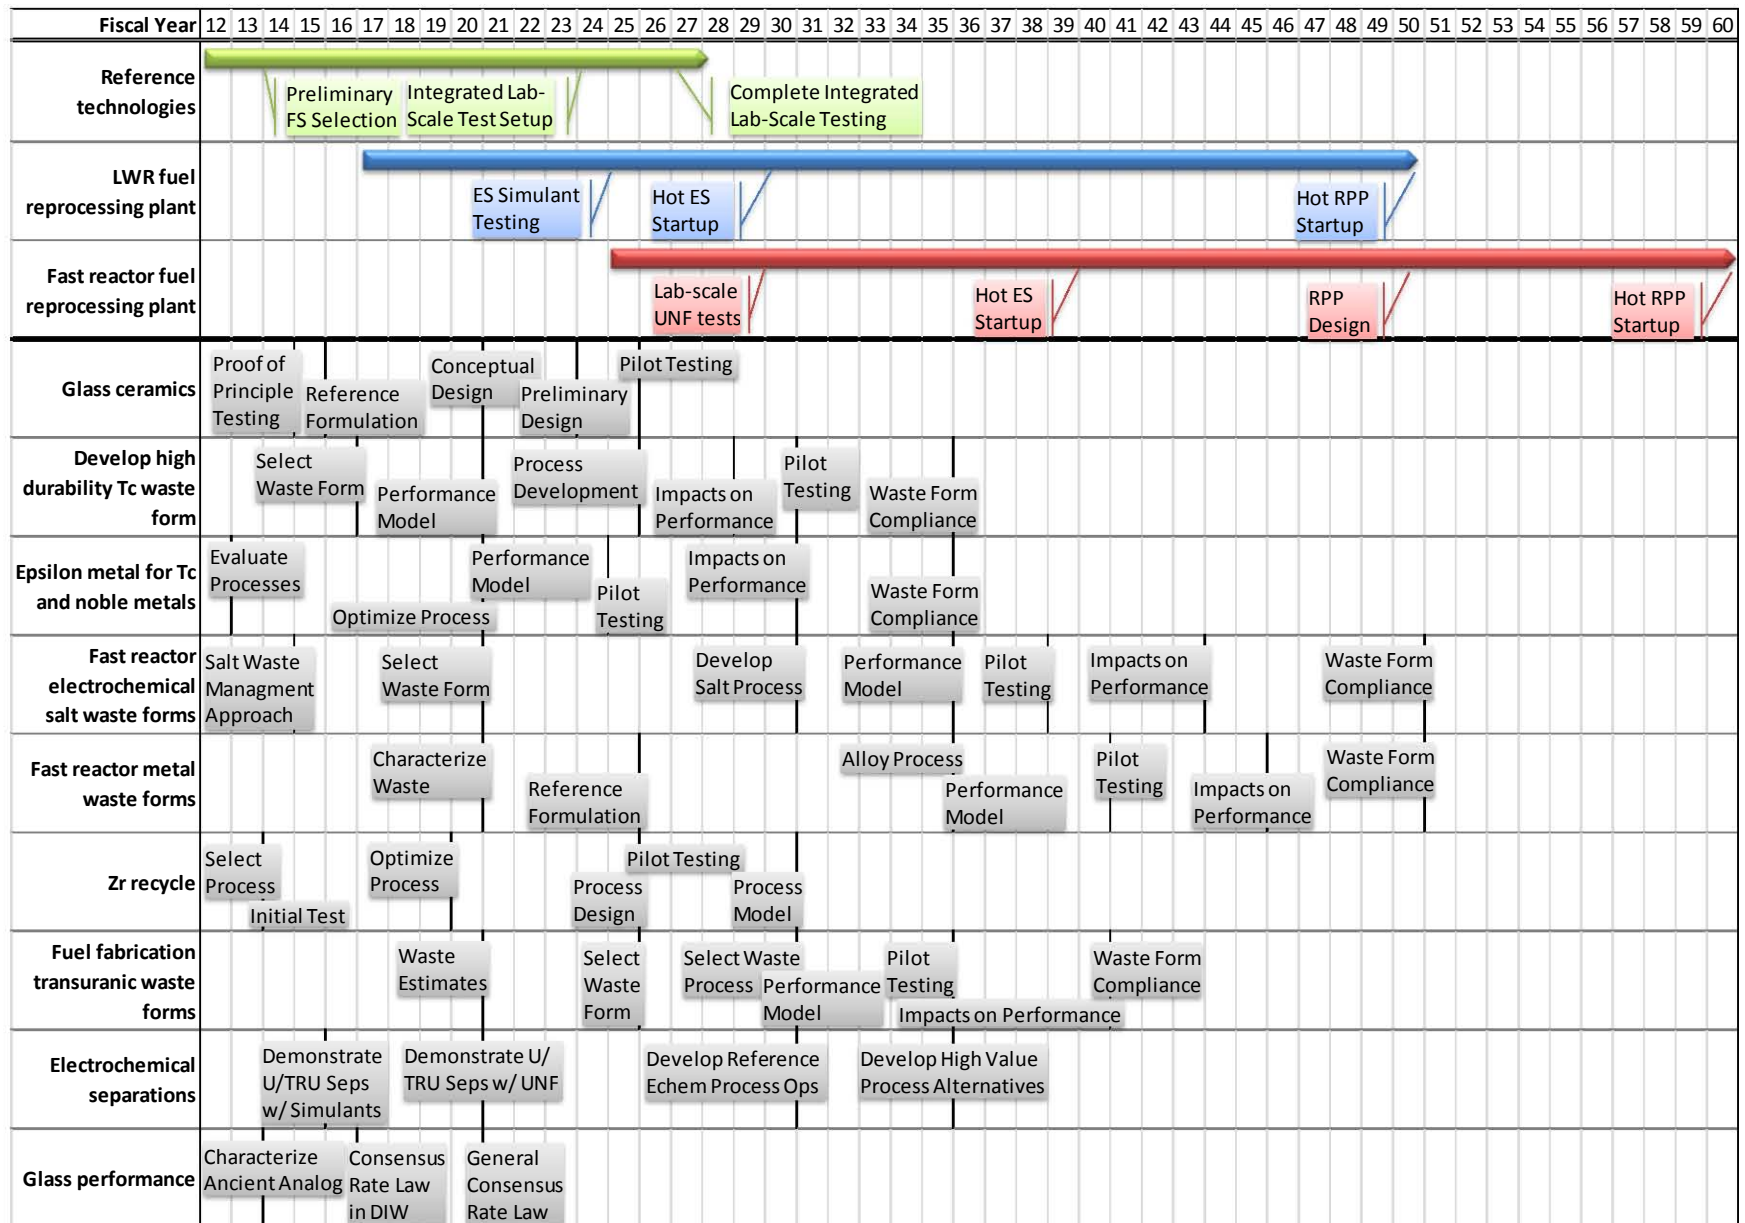 Fiscal Year 12 13 14 15 16 17 18 19 20 21 22 23 24 25 26 27 28 29 30 31 32 33 34 35 36 37 38 39 40 41 42 43 44 45 46 47 48 49 50 51 52 53 54 55 56 57 58 59 60
Reference
technologies
Preliminary
FS Selection
Integrated Lab-
Scale Test Setup
Complete Integrated
Lab-Scale Testing
LWR fuel
reprocessing plant
ES Simulant
Testing
Hot ES
Startup
Hot RPP
Startup
Fast reactor fuel
reprocessing plant
Lab-scale
UNF tests
Hot ES
Startup
RPP
Design
Hot RPP
Startup
Glass ceramics
Proof of
Principle
Testing
Reference
Formulation
Conceptual
Design
Preliminary
Design
Pilot Testing
Develop high
durability Tc waste
form
Select
Waste Form
Performance
Model
Process
Development
Impacts on
Performance
Pilot
Testing
Waste Form
Compliance
Epsilon metal for Tc
and noble metals
Evaluate
Processes
Optimize Process
Performance
Model
Pilot
Testing
Impacts on
Performance
Waste Form
Compliance
Fast reactor
electrochemical
salt waste forms
Salt Waste
Managment
Approach
Select
Waste Form
Develop
Salt Process
Performance
Model
Pilot
Testing
Impacts on
Performance
Waste Form
Compliance
Fast reactor metal
waste forms
Characterize
Waste
Reference
Formulation
Alloy Process
Performance
Model
Pilot
Testing
Impacts on
Performance
Waste Form
Compliance
Zr recycle
Select
Process
Initial Test
Optimize
Process
Process
Design
Pilot Testing
Process
Model
Fuel fabrication
transuranic waste
forms
Waste
Estimates
Select
Waste
Form
Select Waste
Process
Performance
Model
Pilot
Testing
Impacts on Performance
Waste Form
Compliance
Electrochemical
separations
Demonstrate
U/TRU Seps
w/ Simulants
Demonstrate U/
TRU Seps w/ UNF
Develop Reference
Echem Process Ops
Develop High Value
Process Alternatives
Glass performance
Characterize
Ancient Analog
Consensus
Rate Law
in DIW
General
Consensus
Rate Law